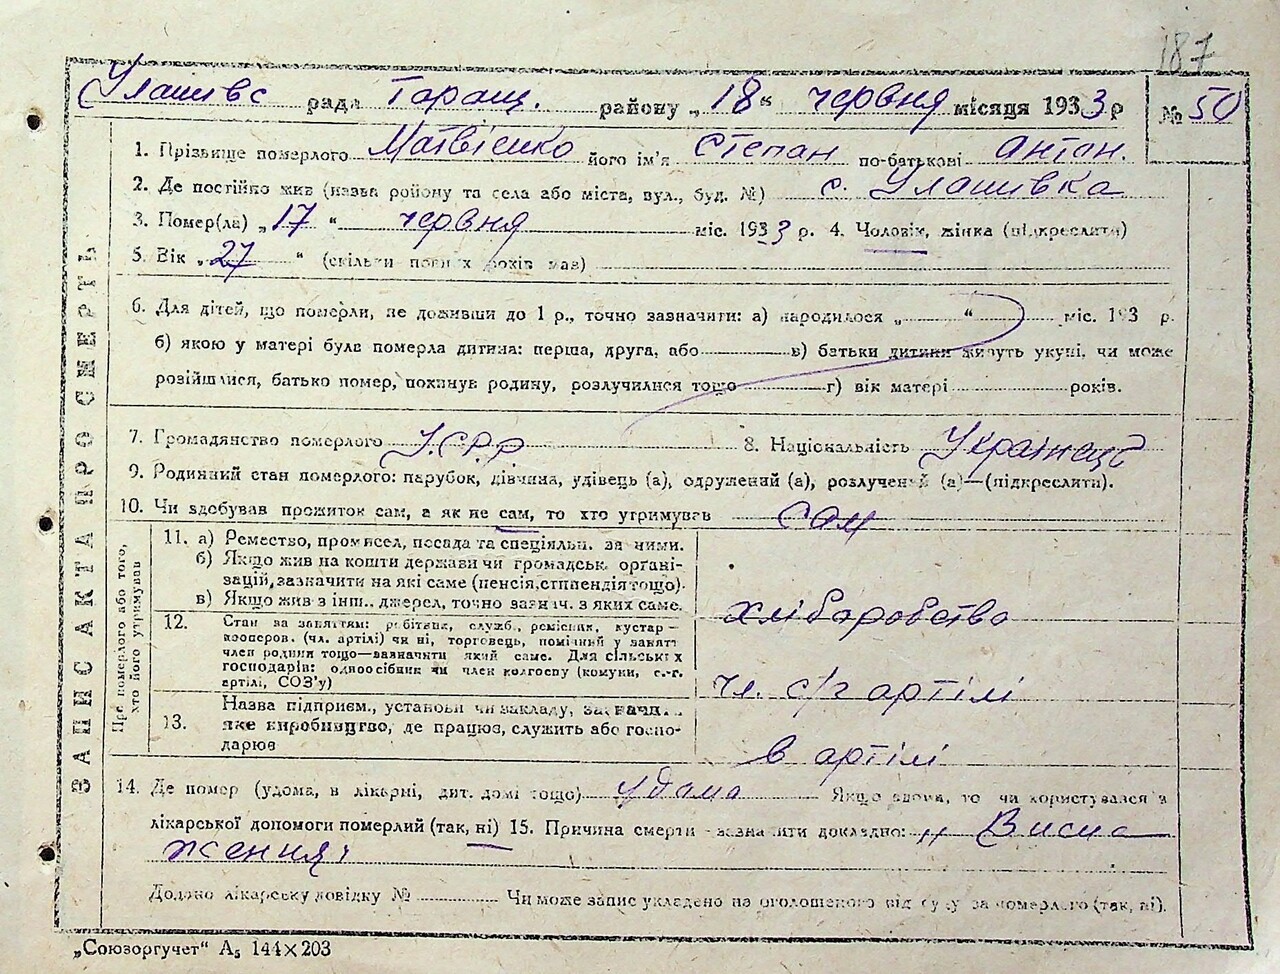 187
Улашівс рада Таращ. району „18“ червня місяця 1933 р № 50
1. Прізвище померлого Матвієнко його ім'я Степан по-батькові Антон.
2. Де постійно жив (назва району та села або міста, вул., буд. №) с. Улашивка
3. Помер(ла) „17“ червня міс. 1933 р. 4. Чоловік, жінка (підкреслити)
5. Вік „27“ (скільки повних років мав)
6. Для дітей, що померли, не доживши до 1 р., точно зазначити: а) народилося „ “ міс. 193 р.
б) якою у матері була померла дитина: перша, друга, або в) батьки дитини живуть укупі, чи може
розійшлися, батько помер, покинув родину, розлучилися тощо г) вік матері років.
7. Громадянство померлого У.С.Р.Р 8. Національність Українець
9. Родинний стан померлого: парубок, дівчина, удівець (а), одружений (а), розлучений (а)—(підкреслити).
10. Чи здобував прожиток сам, а як не сам, то хто утримував сам
ЗАПИС АКТА ПРО СМЕРТЬ
Про померлого або того,
хто його утримував
11. а) Ремество, промисел, посада та спеціяльн. за ними.
б) Якщо жив на кошти держави чи громадськ. органі-
зацій, зазначити на які саме (пенсія, стипендія тощо).
в) Якщо жив з інш.. джерел, точно зазнач. з яких саме.
хліборобство
12. Стан за заняттям: робітник, служб., ремісник, кустар—
кооперов. (чл. артілі) чи ні, торговець, помічний у занятт
член родини тощо—зазначити який саме. Для сільських
господарів: одноосібник чи член колгоспу (комуни, с.-г.
артілі, СОЗ'у)
чл. с/г артілі
13. Назва підприєм., установи чи закладу, зазначи..
яке виробництво, де працює, служить або госпо-
дарює
в артілі
14. Де помер (удома, в лікарні, дит. домі тощо) удома Якщо вдома, то чи користувався з
лікарської допомоги померлий (так, ні) 15. Причина смерти - зазначити докладно: „ Висна
ження
Додано лікарську довідку № Чи може запис укладено на оголошеного від суду за померлого (так, ні).
„Союзоргучет“ А₅ 144×203